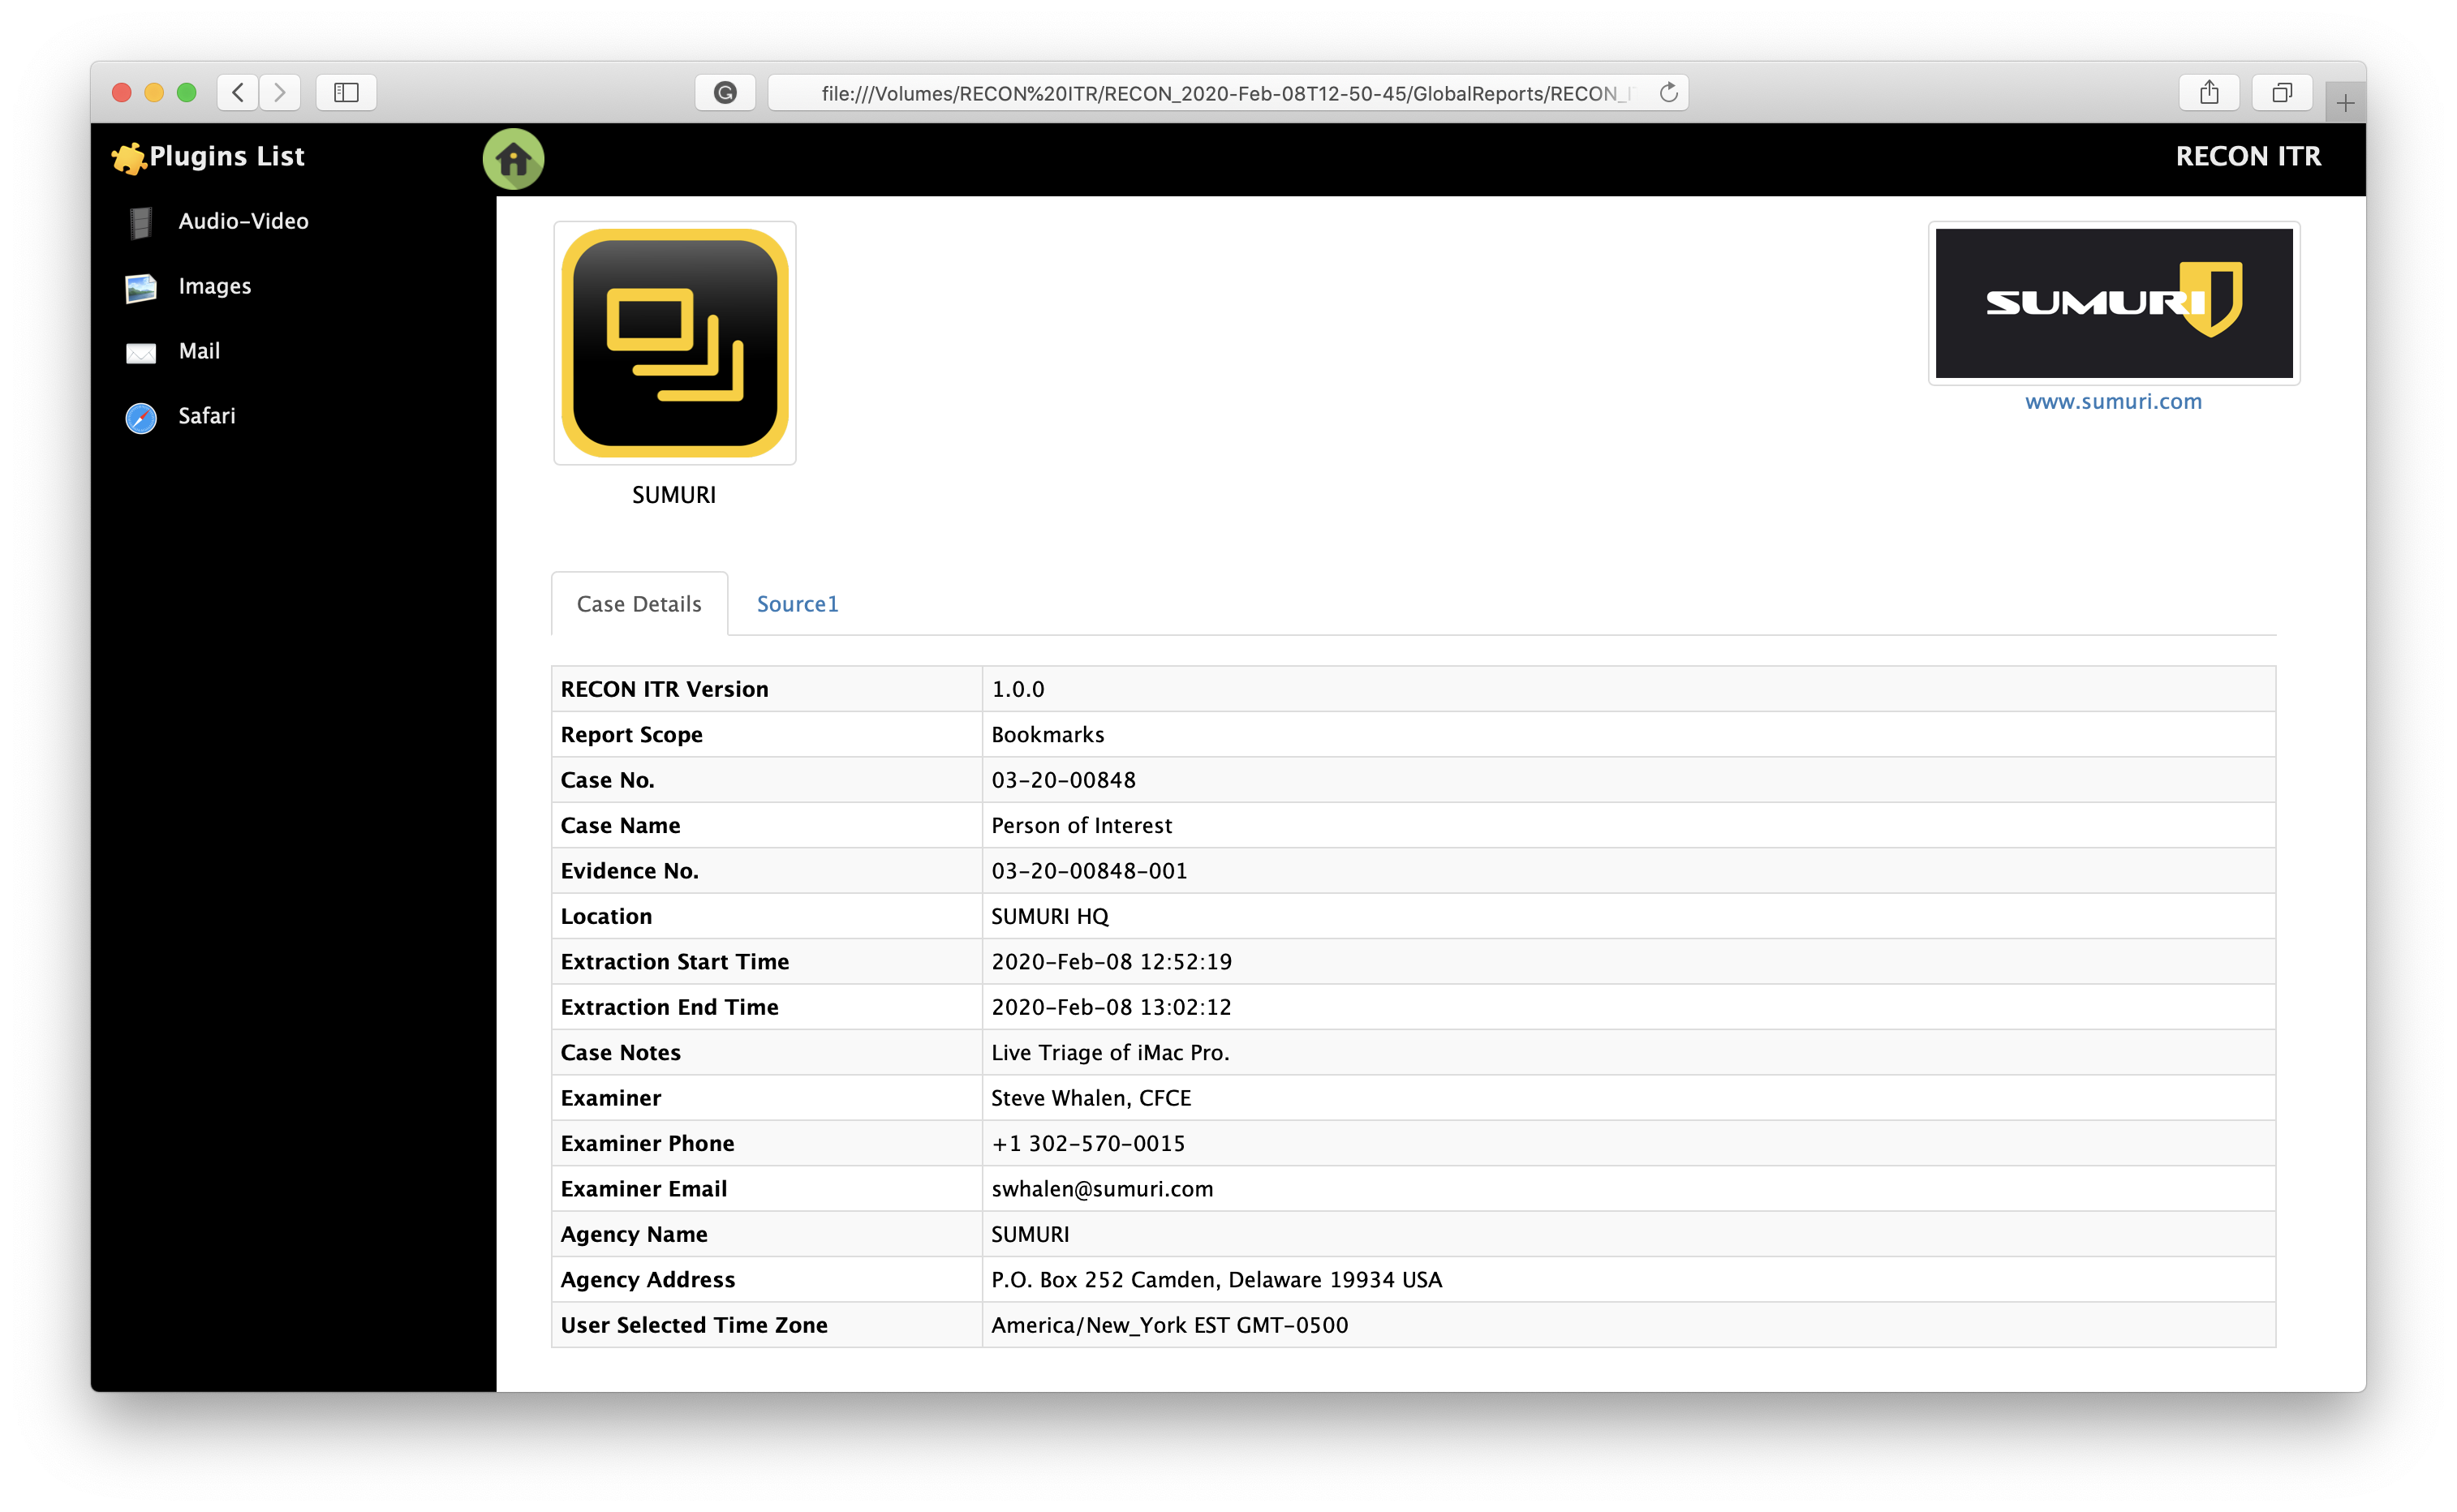 file:///Volumes/RECON%20ITR/RECON_2020-Feb-08T12-50-45/GlobalReports/RECON_I
Plugins List
RECON ITR
Audio-Video
Images
Mail
Safari
SUMURI
SUMURI
www.sumuri.com
Case Details
Source1
RECON ITR Version 1.0.0
Report Scope Bookmarks
Case No. 03-20-00848
Case Name Person of Interest
Evidence No. 03-20-00848-001
Location SUMURI HQ
Extraction Start Time 2020-Feb-08 12:52:19
Extraction End Time 2020-Feb-08 13:02:12
Case Notes Live Triage of iMac Pro.
Examiner Steve Whalen, CFCE
Examiner Phone +1 302-570-0015
Examiner Email swhalen@sumuri.com
Agency Name SUMURI
Agency Address P.O. Box 252 Camden, Delaware 19934 USA
User Selected Time Zone America/New_York EST GMT-0500